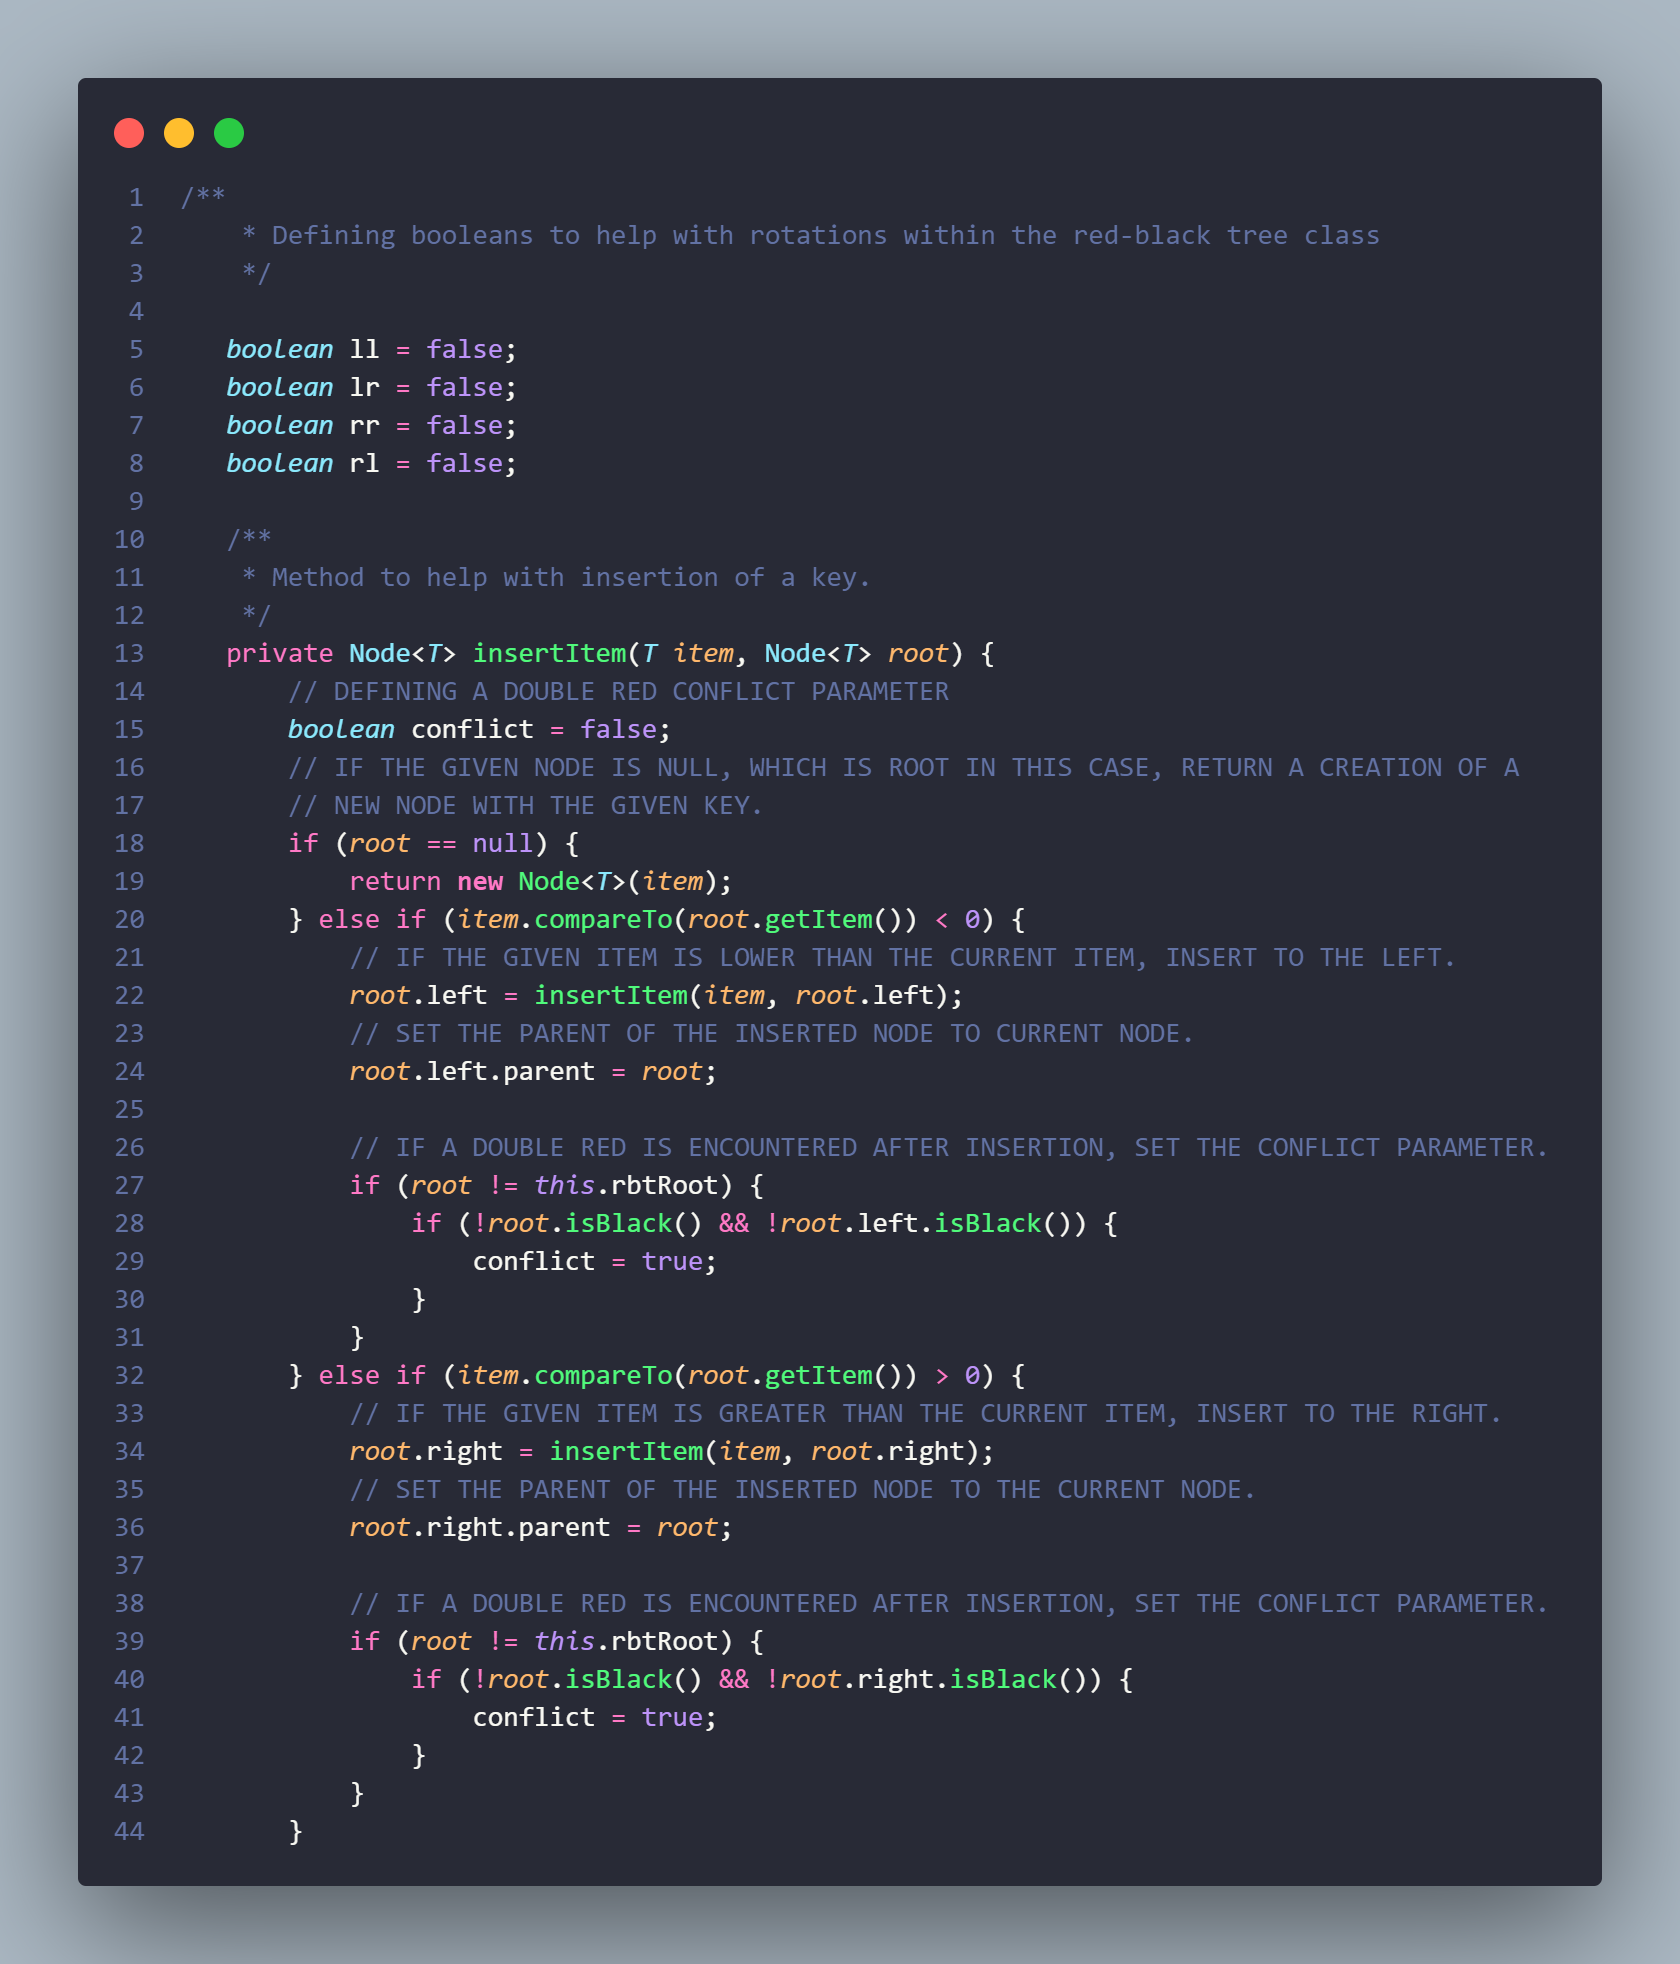 1 /**
2     * Defining booleans to help with rotations within the red-black tree class
3     */
4
5    boolean ll = false;
6    boolean lr = false;
7    boolean rr = false;
8    boolean rl = false;
9
10    /**
11     * Method to help with insertion of a key.
12     */
13    private Node<T> insertItem(T item, Node<T> root) {
14        // DEFINING A DOUBLE RED CONFLICT PARAMETER
15        boolean conflict = false;
16        // IF THE GIVEN NODE IS NULL, WHICH IS ROOT IN THIS CASE, RETURN A CREATION OF A
17        // NEW NODE WITH THE GIVEN KEY.
18        if (root == null) {
19            return new Node<T>(item);
20        } else if (item.compareTo(root.getItem()) < 0) {
21            // IF THE GIVEN ITEM IS LOWER THAN THE CURRENT ITEM, INSERT TO THE LEFT.
22            root.left = insertItem(item, root.left);
23            // SET THE PARENT OF THE INSERTED NODE TO CURRENT NODE.
24            root.left.parent = root;
25
26            // IF A DOUBLE RED IS ENCOUNTERED AFTER INSERTION, SET THE CONFLICT PARAMETER.
27            if (root != this.rbtRoot) {
28                if (!root.isBlack() && !root.left.isBlack()) {
29                    conflict = true;
30                }
31            }
32        } else if (item.compareTo(root.getItem()) > 0) {
33            // IF THE GIVEN ITEM IS GREATER THAN THE CURRENT ITEM, INSERT TO THE RIGHT.
34            root.right = insertItem(item, root.right);
35            // SET THE PARENT OF THE INSERTED NODE TO THE CURRENT NODE.
36            root.right.parent = root;
37
38            // IF A DOUBLE RED IS ENCOUNTERED AFTER INSERTION, SET THE CONFLICT PARAMETER.
39            if (root != this.rbtRoot) {
40                if (!root.isBlack() && !root.right.isBlack()) {
41                    conflict = true;
42                }
43            }
44        }